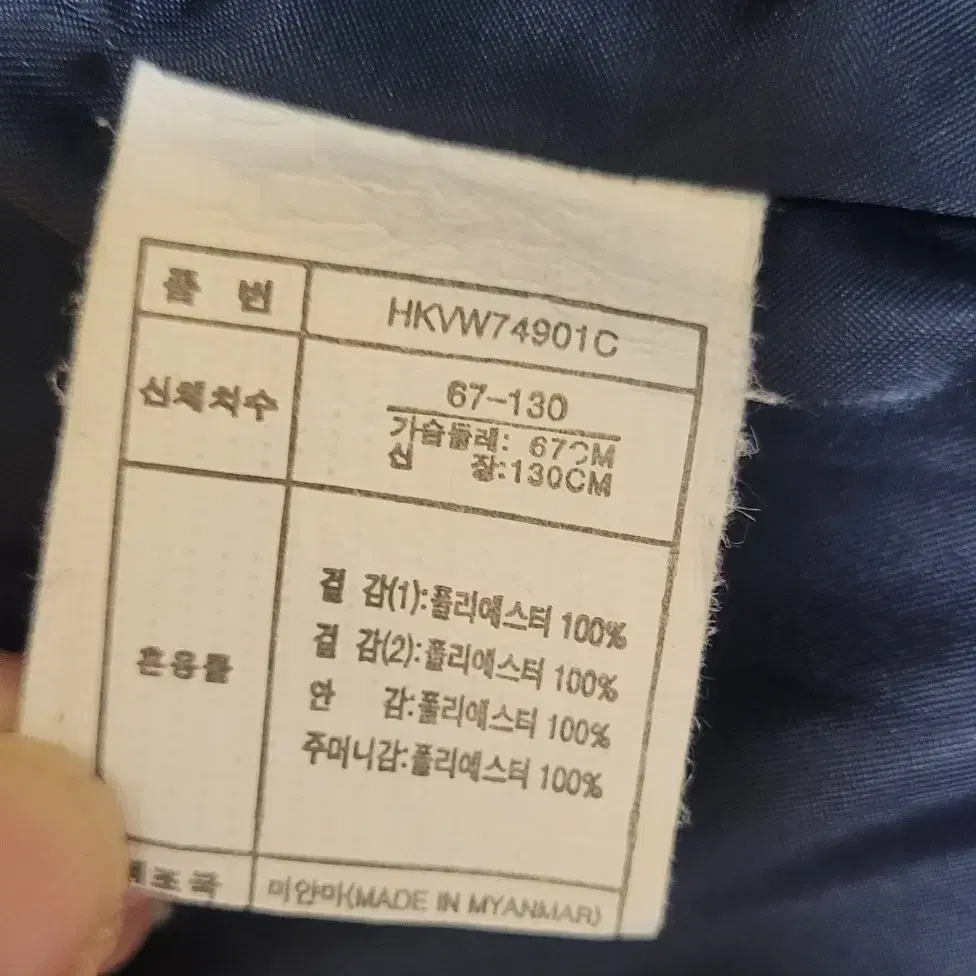 품 번 HKVW74901C
신체치수 67-130
가슴둘레: 67CM
신 장:130CM
혼용률
겉 감(1):폴리에스터 100%
겉 감(2):폴리에스터 100%
안 감:폴리에스터 100%
주머니감:폴리에스터 100%
제조국 미얀마(MADE IN MYANMAR)